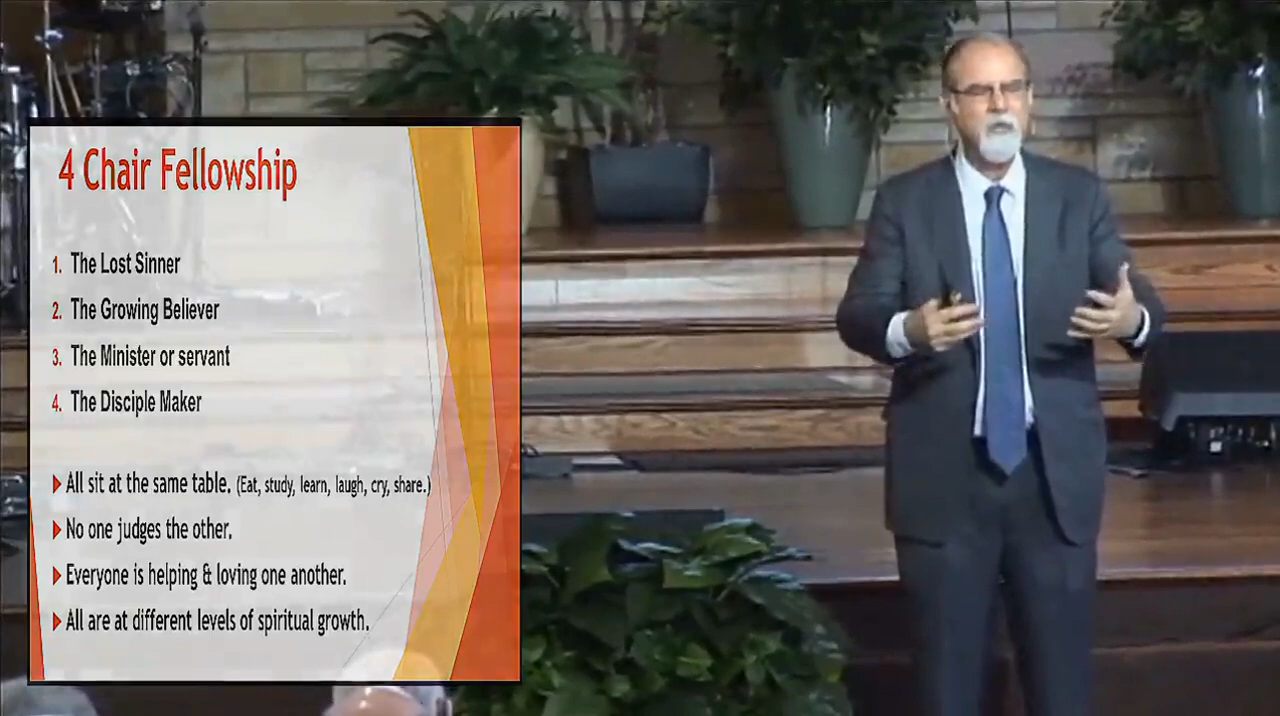 4 Chair Fellowship
1. The Lost Sinner
2. The Growing Believer
3. The Minister or servant
4. The Disciple Maker
All sit at the same table. (Eat, study, learn, laugh, cry, share.)
No one judges the other.
Everyone is helping & loving one another.
All are at different levels of spiritual growth.